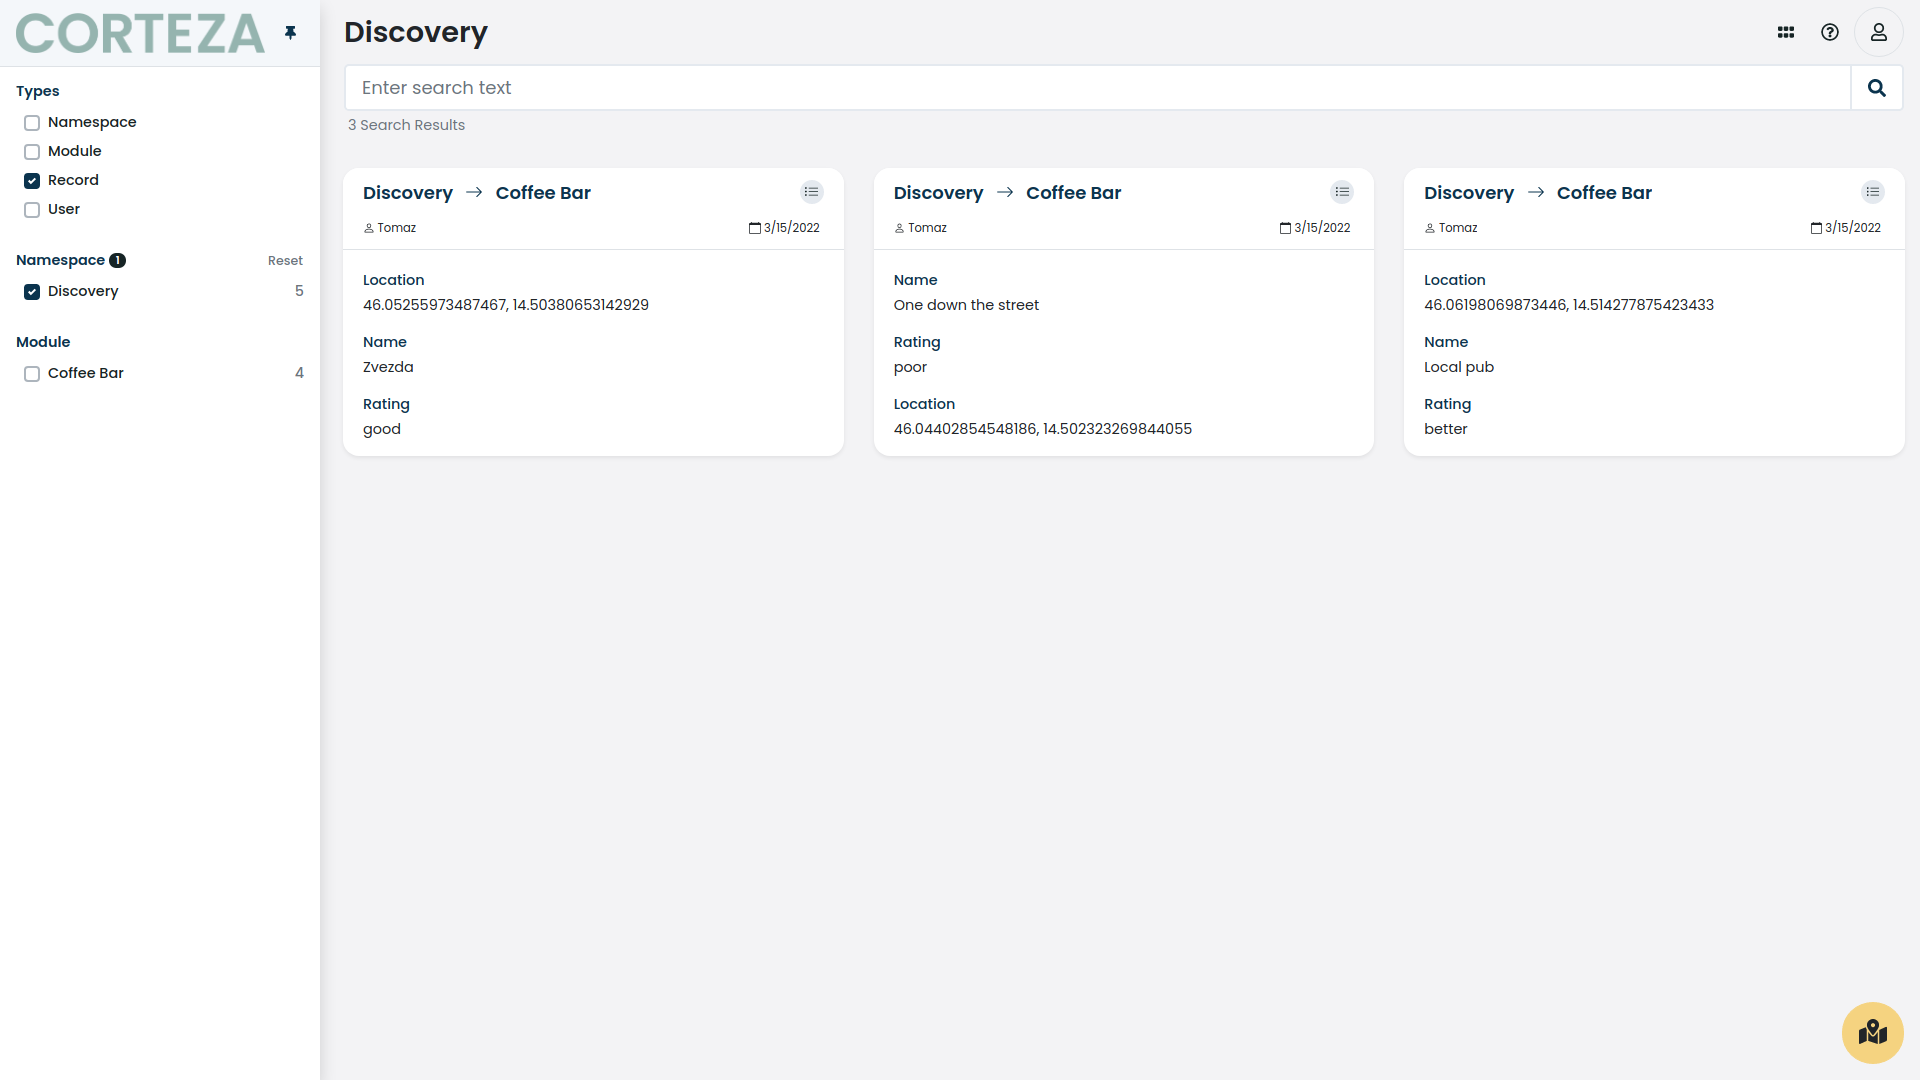 CORTEZA
Types
Namespace
Module
Record
User
Namespace 1 Reset
Discovery 5
Module
Coffee Bar 4
Discovery
Enter search text
3 Search Results
Discovery → Coffee Bar
Tomaz 3/15/2022
Location
46.05255973487467, 14.50380653142929
Name
Zvezda
Rating
good
Discovery → Coffee Bar
Tomaz 3/15/2022
Name
One down the street
Rating
poor
Location
46.04402854548186, 14.502323269844055
Discovery → Coffee Bar
Tomaz 3/15/2022
Location
46.06198069873446, 14.514277875423433
Name
Local pub
Rating
better